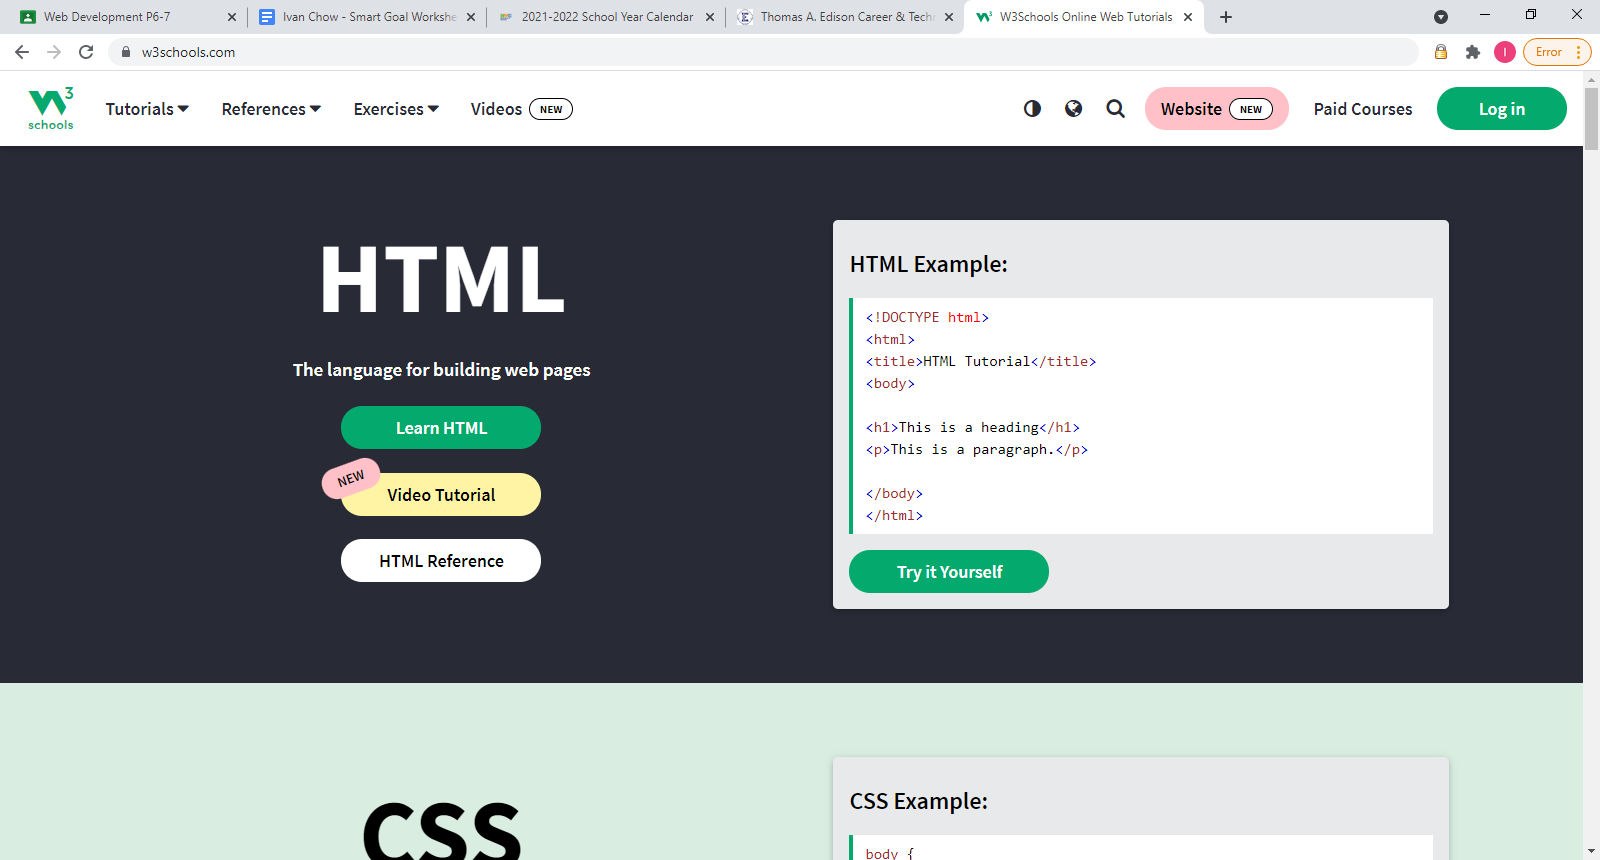 Web Development P6-7
Ivan Chow - Smart Goal Workshe
2021-2022 School Year Calendar
Thomas A. Edison Career & Tech
W3Schools Online Web Tutorials
w3schools.com
I
Error
W3
schools
Tutorials
References
Exercises
Videos NEW
Website NEW
Paid Courses
Log in
HTML
The language for building web pages
Learn HTML
NEW
Video Tutorial
HTML Reference
HTML Example:
<!DOCTYPE html>
<html>
<title>HTML Tutorial</title>
<body>
<h1>This is a heading</h1>
<p>This is a paragraph.</p>
</body>
</html>
Try it Yourself
CSS
CSS Example:
body {